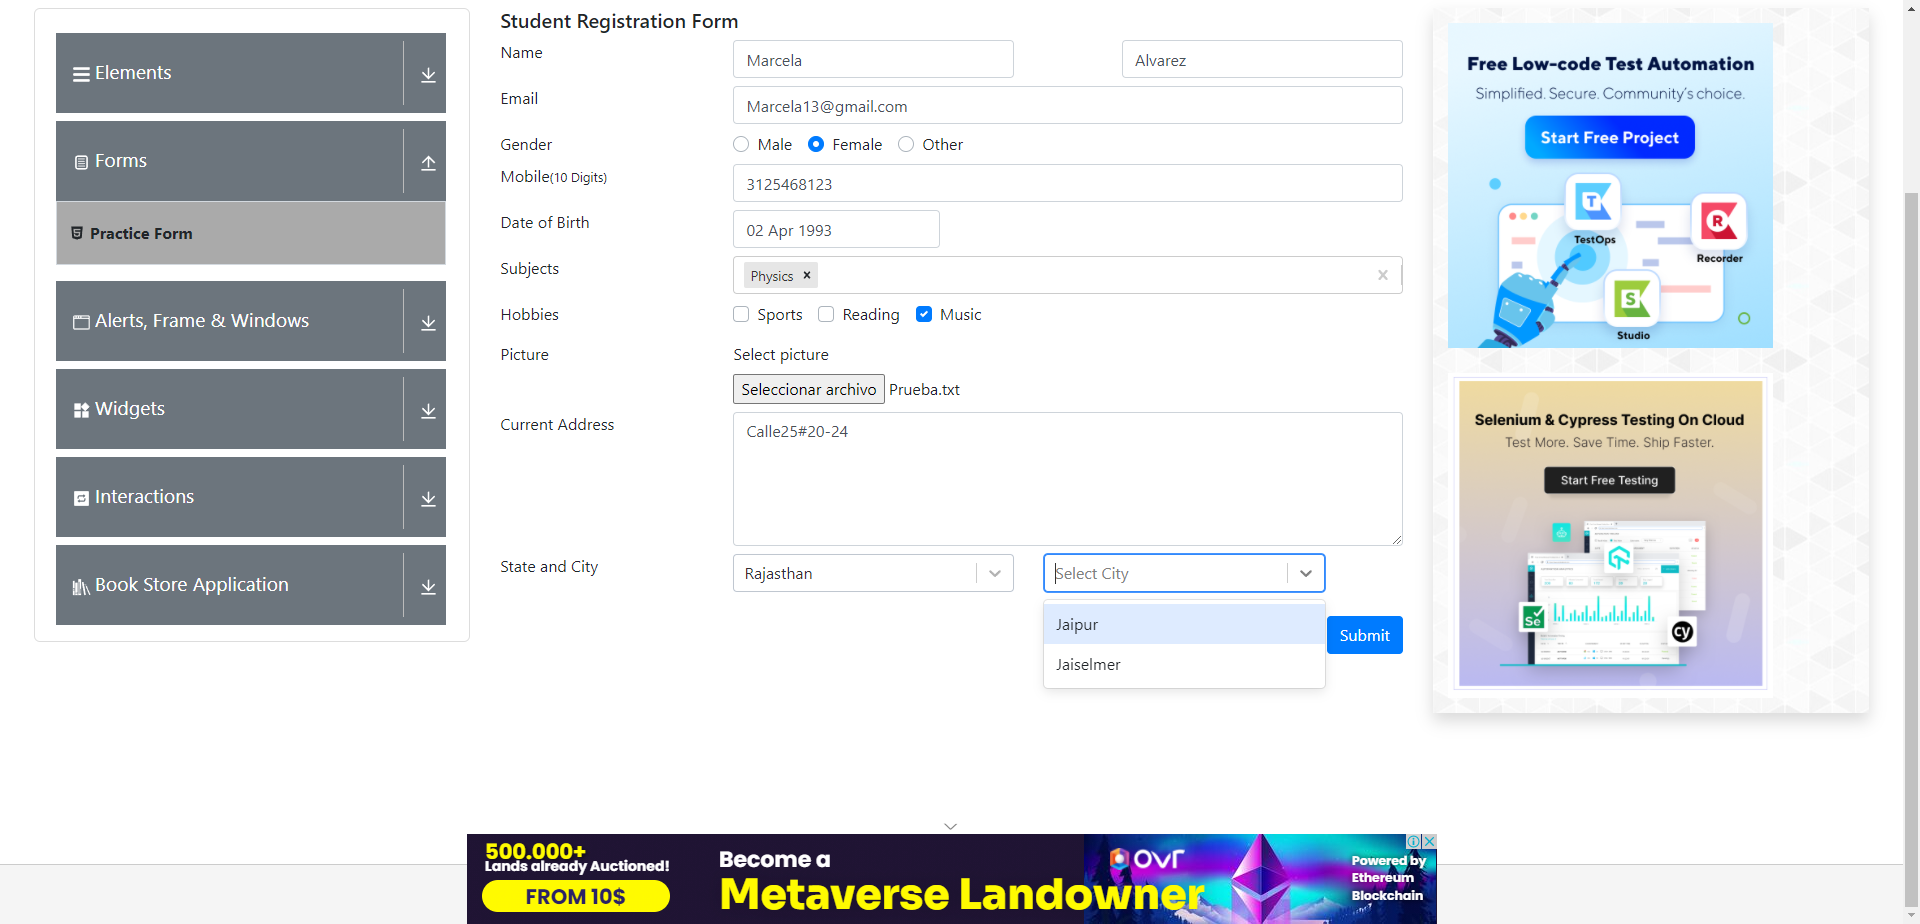 Elements
Forms
Practice Form
Alerts, Frame & Windows
Widgets
Interactions
Book Store Application
Student Registration Form
Name
Marcela
Alvarez
Email
Marcela13@gmail.com
Gender
Male
Female
Other
Mobile(10 Digits)
3125468123
Date of Birth
02 Apr 1993
Subjects
Physics
Hobbies
Sports
Reading
Music
Picture
Select picture
Seleccionar archivo
Prueba.txt
Current Address
Calle25#20-24
State and City
Rajasthan
Select City
Jaipur
Jaiselmer
Submit
Free Low-code Test Automation
Simplified. Secure. Community's choice.
Start Free Project
TestOps
Recorder
Studio
Selenium & Cypress Testing On Cloud
Test More. Save Time. Ship Faster.
Start Free Testing
Se
cy
500.000+
Lands already Auctioned!
FROM 10$
Become a
Metaverse Landowner
OVR
Powered by
Ethereum
Blockchain